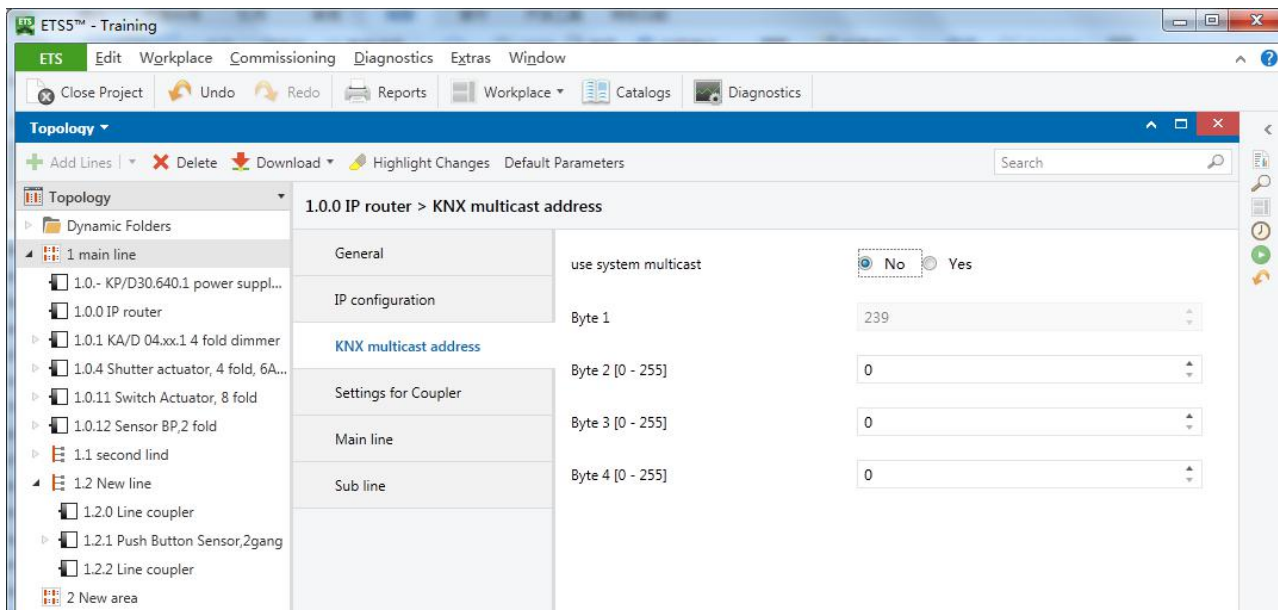 ETS5™ - Training
ETS Edit Workplace Commissioning Diagnostics Extras Window
Close Project Undo Redo Reports Workplace Catalogs Diagnostics
Topology
Add Lines Delete Download Highlight Changes Default Parameters Search
Topology
Dynamic Folders
1 main line
1.0.- KP/D30.640.1 power suppl...
1.0.0 IP router
1.0.1 KA/D 04.xx.1 4 fold dimmer
1.0.4 Shutter actuator, 4 fold, 6A...
1.0.11 Switch Actuator, 8 fold
1.0.12 Sensor BP,2 fold
1.1 second lind
1.2 New line
1.2.0 Line coupler
1.2.1 Push Button Sensor,2gang
1.2.2 Line coupler
2 New area
1.0.0 IP router > KNX multicast address
General
IP configuration
KNX multicast address
Settings for Coupler
Main line
Sub line
use system multicast No Yes
Byte 1 239
Byte 2 [0 - 255] 0
Byte 3 [0 - 255] 0
Byte 4 [0 - 255] 0